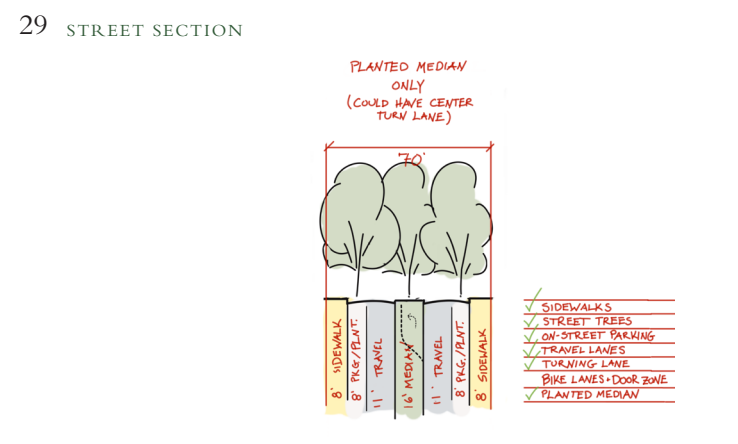 29 STREET SECTION
PLANTED MEDIAN
ONLY
(COULD HAVE CENTER
TURN LANE)
70'
8' SIDEWALK
8' PKG/PLNT.
11' TRAVEL
16' MEDIAN
11' TRAVEL
8' PKG./PLNT.
8' SIDEWALK
SIDEWALKS
STREET TREES
ON-STREET PARKING
TRAVEL LANES
TURNING LANE
BIKE LANES + DOOR ZONE
PLANTED MEDIAN